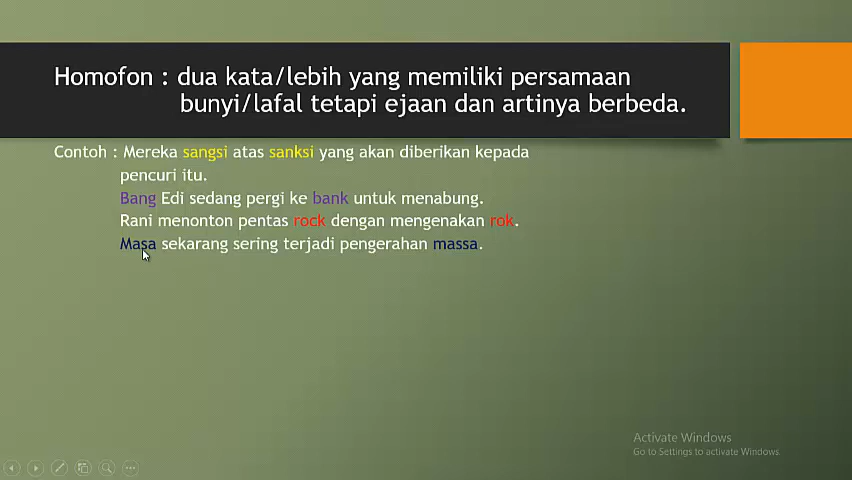 Homofon : dua kata/lebih yang memiliki persamaan
bunyi/lafal tetapi ejaan dan artinya berbeda.
Contoh : Mereka sangsi atas sanksi yang akan diberikan kepada
pencuri itu.
Bang Edi sedang pergi ke bank untuk menabung.
Rani menonton pentas rock dengan mengenakan rok.
Masa sekarang sering terjadi pengerahan massa.
Activate Windows
Go to Settings to activate Windows.